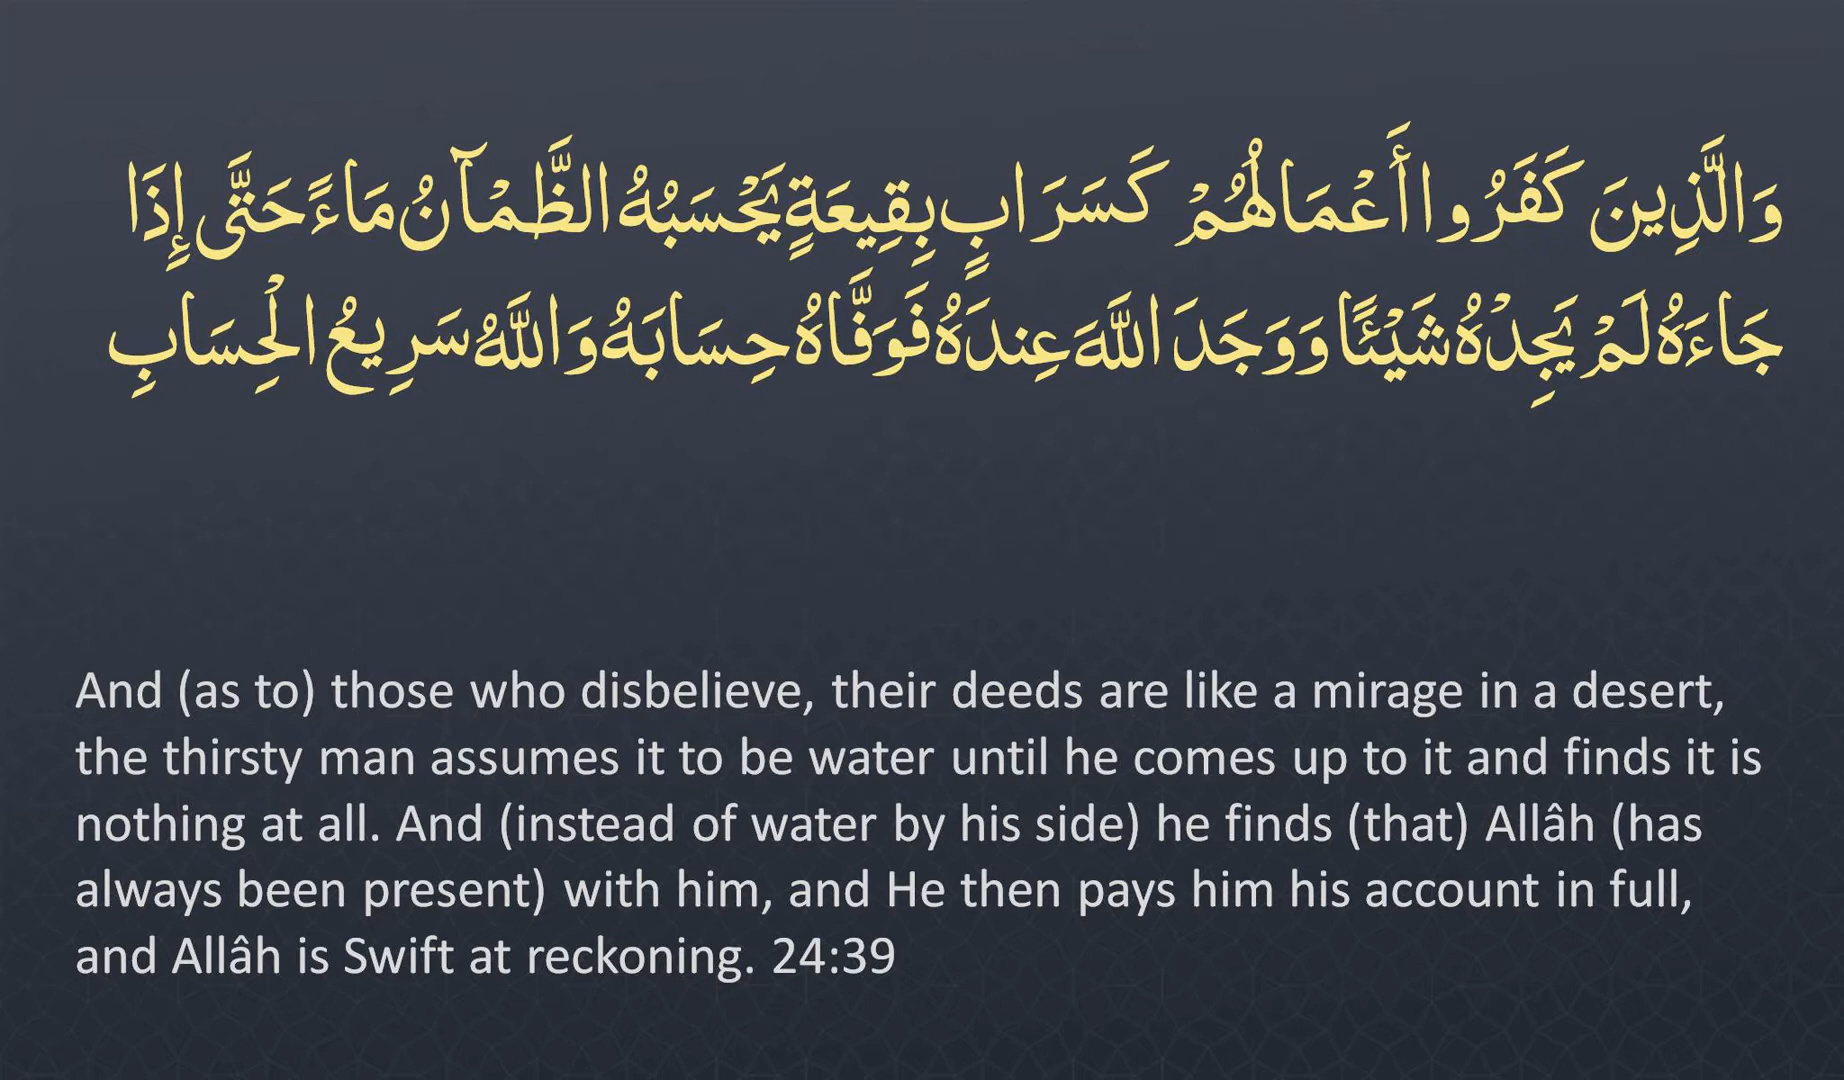 وَالَّذِينَ كَفَرُوا أَعْمَالُهُمْ كَسَرَابٍ بِقِيعَةٍ يَحْسَبُهُ الظَّمْآنُ مَاءً حَتَّى إِذَا
جَاءَهُ لَمْ يَجِدْهُ شَيْئًا وَوَجَدَ اللَّهَ عِندَهُ فَوَفَّاهُ حِسَابَهُ وَاللَّهُ سَرِيعُ الْحِسَابِ
And (as to) those who disbelieve, their deeds are like a mirage in a desert,
the thirsty man assumes it to be water until he comes up to it and finds it is
nothing at all. And (instead of water by his side) he finds (that) Allâh (has
always been present) with him, and He then pays him his account in full,
and Allâh is Swift at reckoning. 24:39